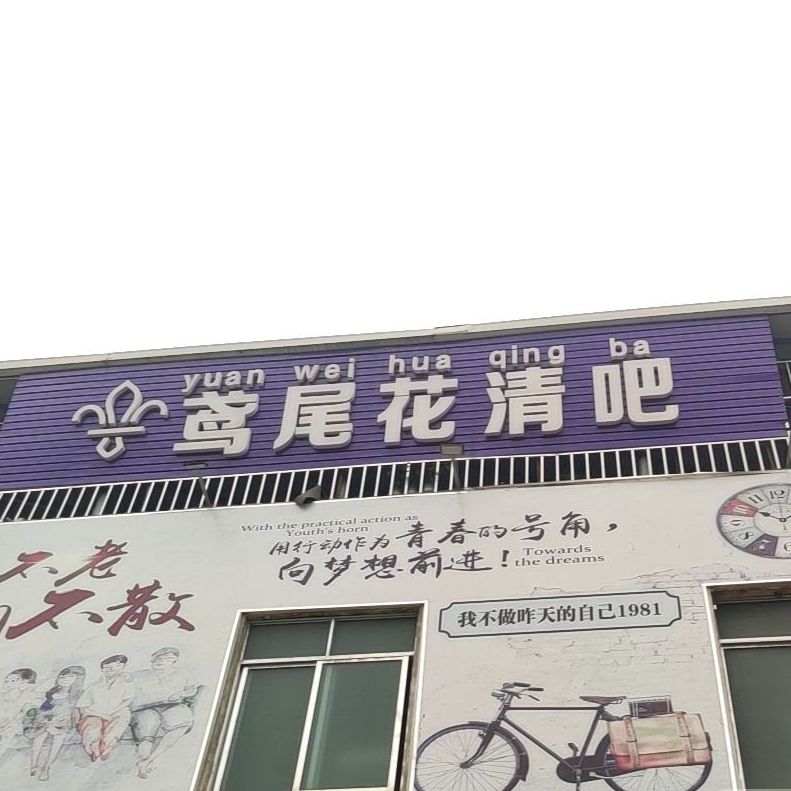 yuan wei hua qing ba
鸢尾花清吧
With the practical action as
Youth's horn
用行动作为青春的号角，
向梦想前进！
Towards
the dreams
不老
不散
我不做昨天的自己1981